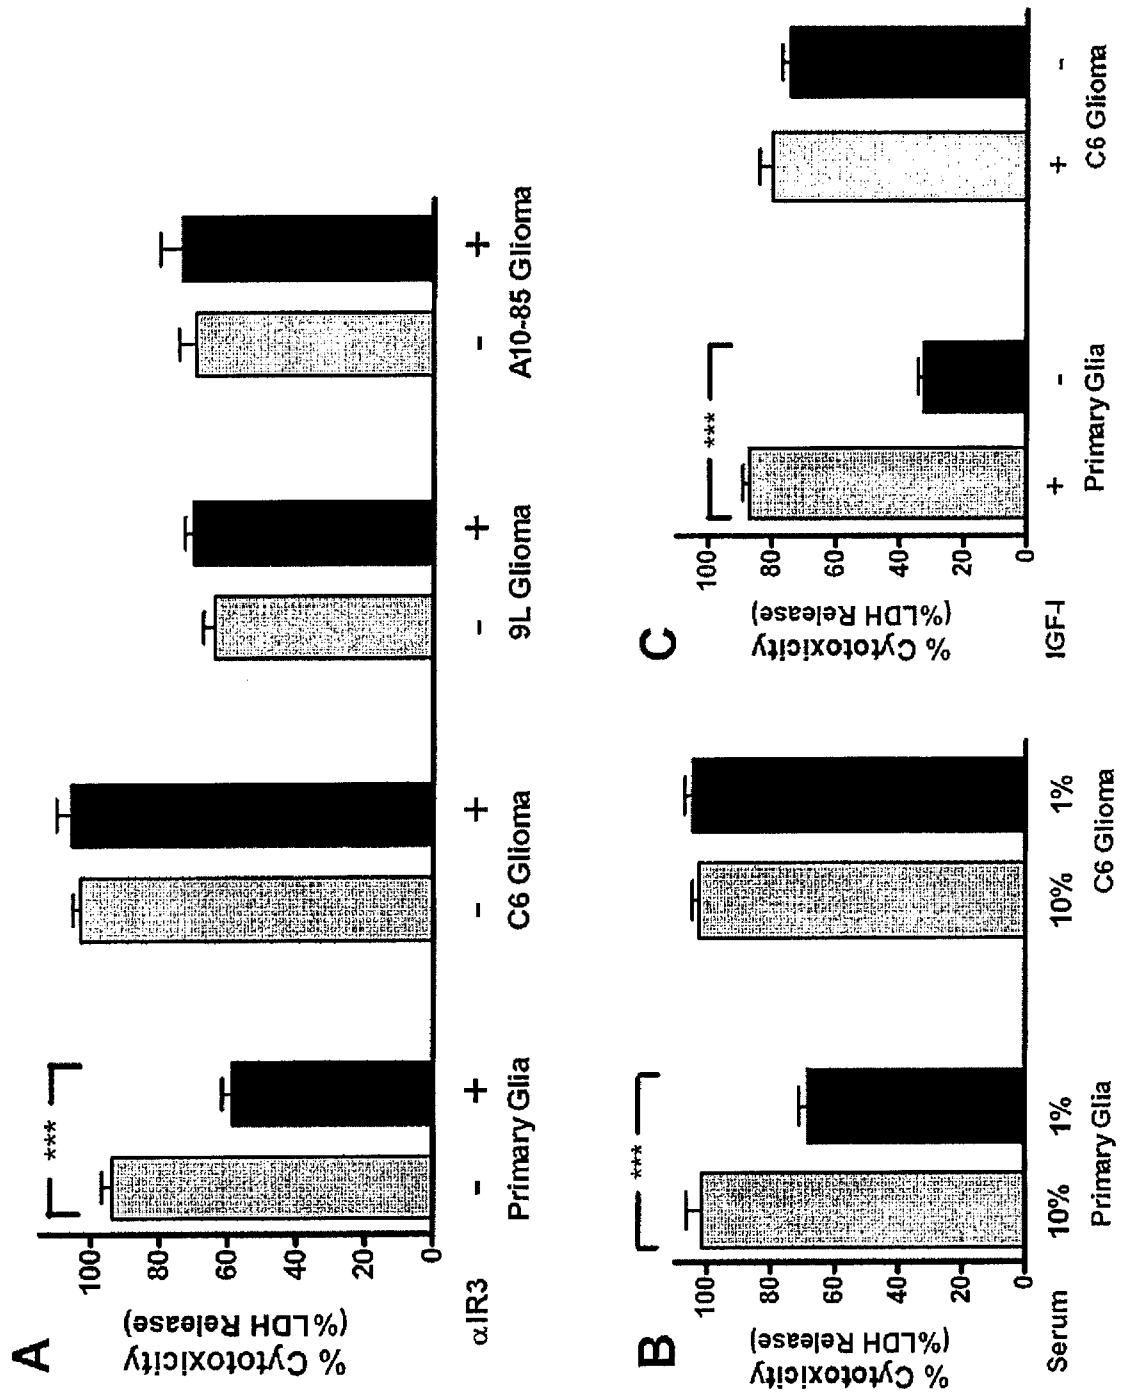 A
% Cytotoxicity
(%LDH Release)
100
80
60
40
20
0
***
αIR3
- + - + - + - +
Primary Glia C6 Glioma 9L Glioma A10-85 Glioma
B
% Cytotoxicity
(%LDH Release)
100
80
60
40
20
0
***
Serum 10% 1% 10% 1%
Primary Glia C6 Glioma
C
% Cytotoxicity
(%LDH Release)
100
80
60
40
20
0
***
IGF-I + - + -
Primary Glia C6 Glioma